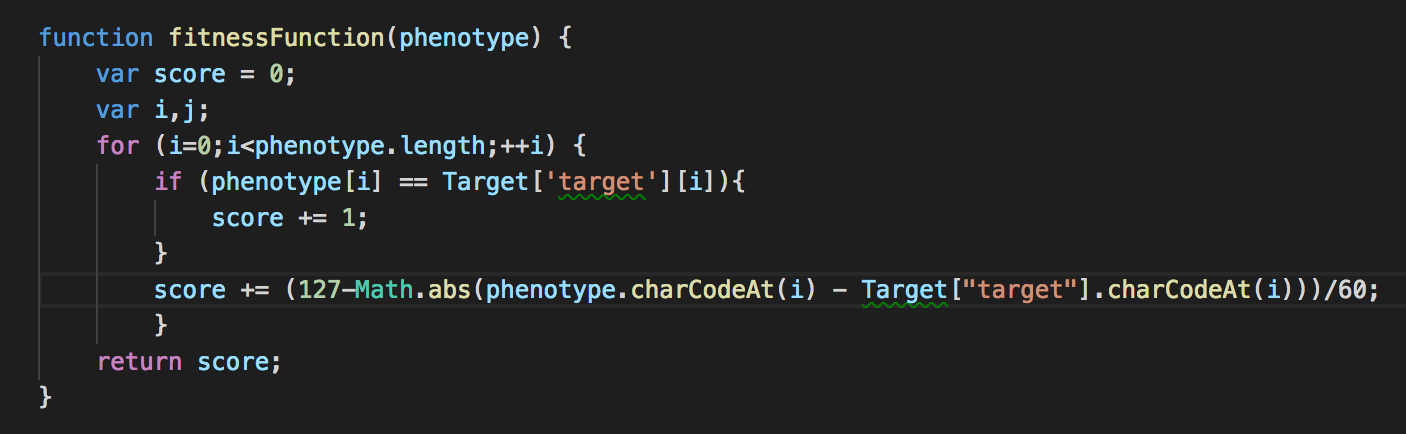 function fitnessFunction(phenotype) {
    var score = 0;
    var i,j;
    for (i=0;i<phenotype.length;++i) {
        if (phenotype[i] == Target['target'][i]){
            score += 1;
        }
        score += (127-Math.abs(phenotype.charCodeAt(i) - Target["target"].charCodeAt(i)))/60;
        }
    return score;
}